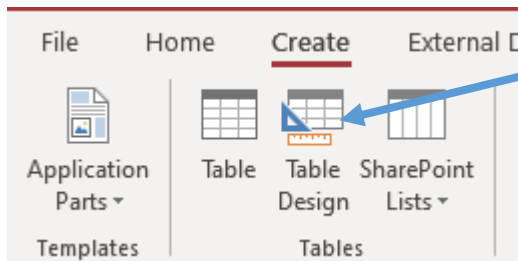 File Home Create External D
Application Parts
Table
Table Design
SharePoint Lists
Templates
Tables